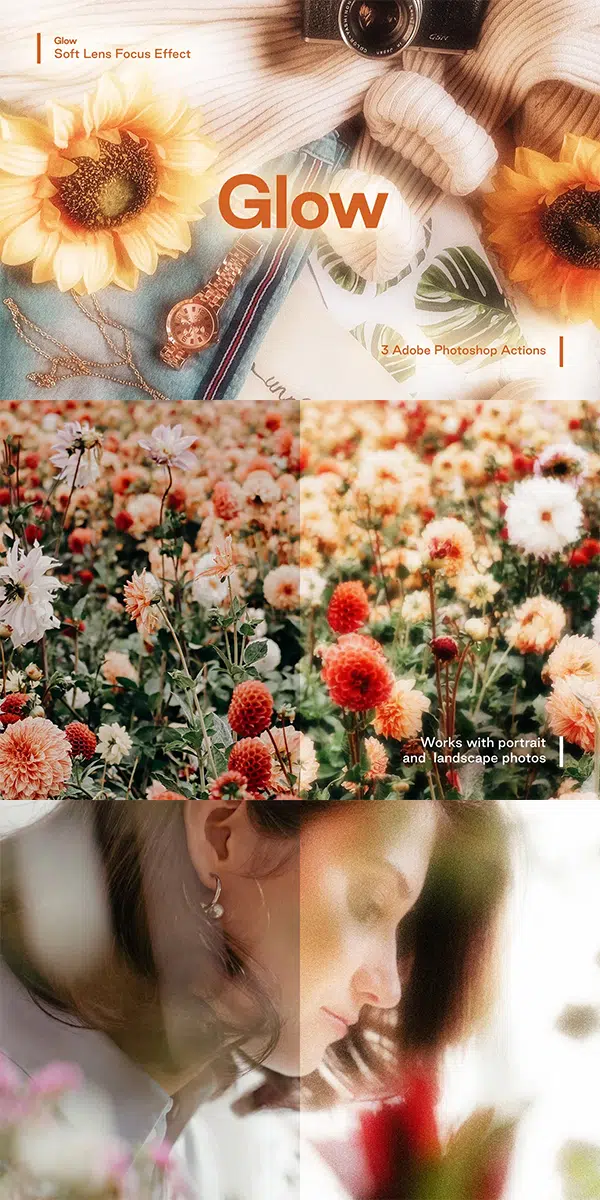 Glow
Soft Lens Focus Effect
Glow
3 Adobe Photoshop Actions
Works with portrait
and landscape photos